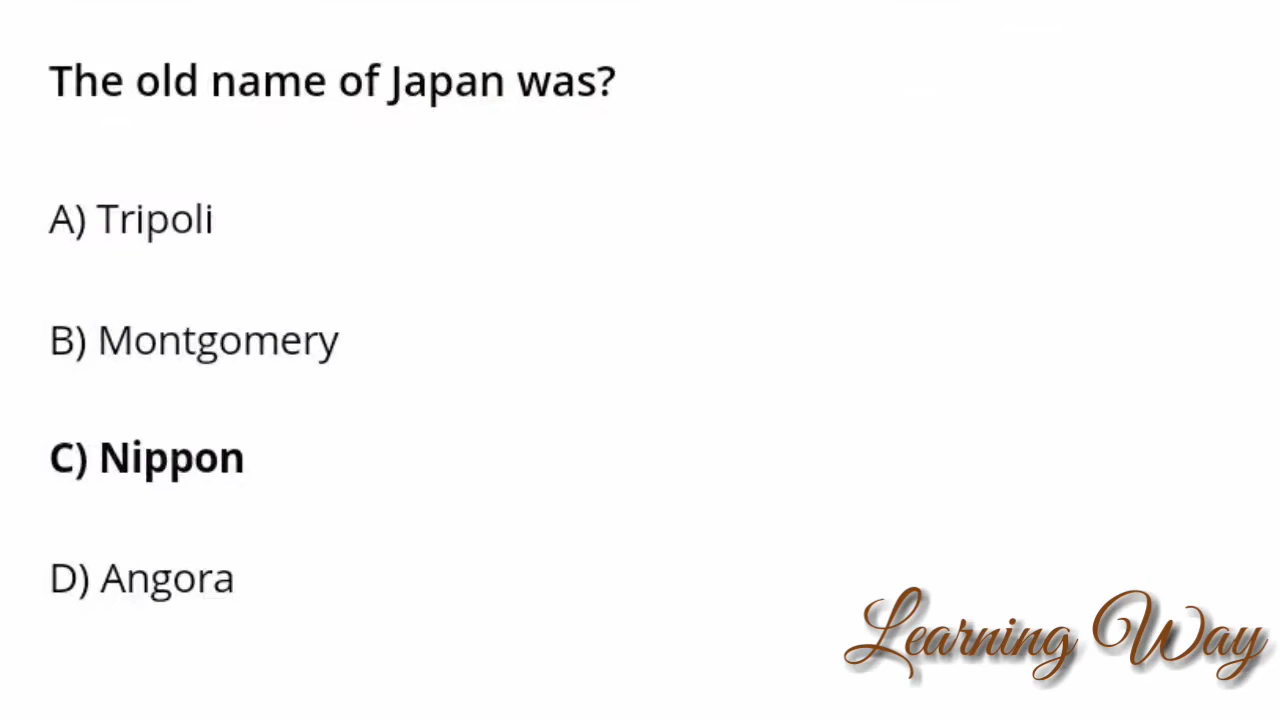 The old name of Japan was?
A) Tripoli
B) Montgomery
C) Nippon
D) Angora
Learning Way